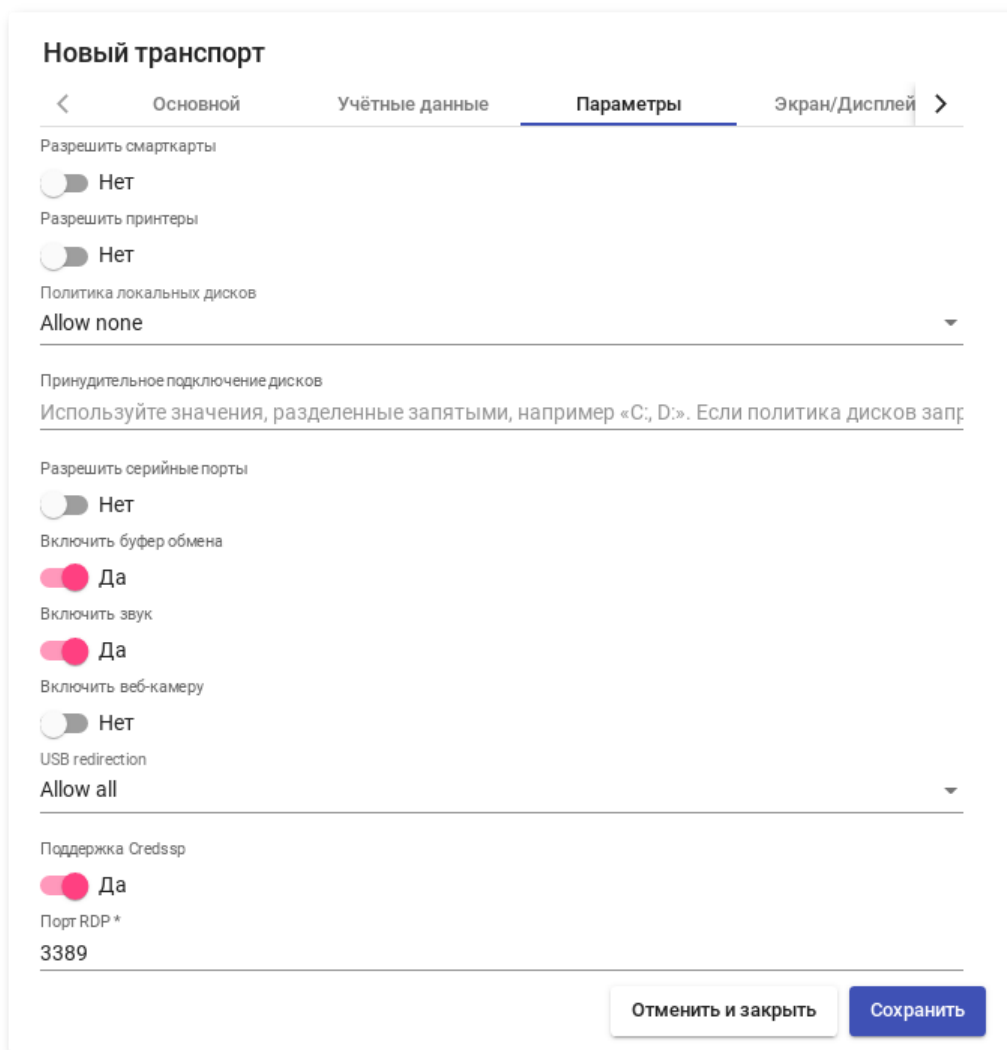 Новый транспорт
Основной Учётные данные Параметры Экран/Дисплей
Разрешить смарткарты
Нет
Разрешить принтеры
Нет
Политика локальных дисков
Allow none
Принудительное подключение дисков
Используйте значения, разделенные запятыми, например «C:, D:». Если политика дисков запр
Разрешить серийные порты
Нет
Включить буфер обмена
Да
Включить звук
Да
Включить веб-камеру
Нет
USB redirection
Allow all
Поддержка Credssp
Да
Порт RDP *
3389
Отменить и закрыть Сохранить